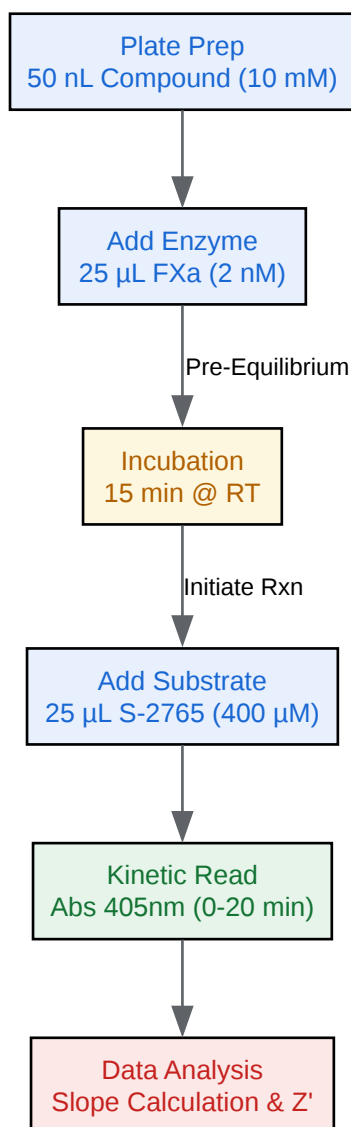 Plate Prep
50 nL Compound (10 mM)
Add Enzyme
25 µL FXa (2 nM)
Pre-Equilibrium
Incubation
15 min @ RT
Initiate Rxn
Add Substrate
25 µL S-2765 (400 µM)
Kinetic Read
Abs 405nm (0-20 min)
Data Analysis
Slope Calculation & Z'